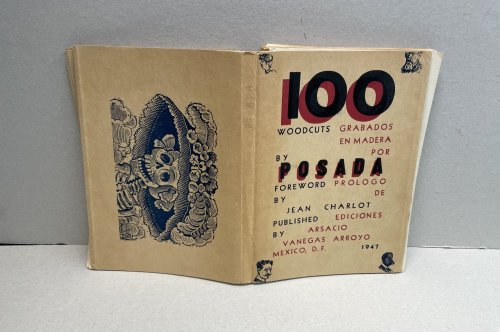 100
WOODCUTS GRABADOS
EN MADERA
BY POR
POSADA
FOREWORD PROLOGO
BY DE
JEAN CHARLOT
PUBLISHED EDICIONES
BY ARSACIO
VANEGAS ARROYO
MEXICO, D.F. 1947